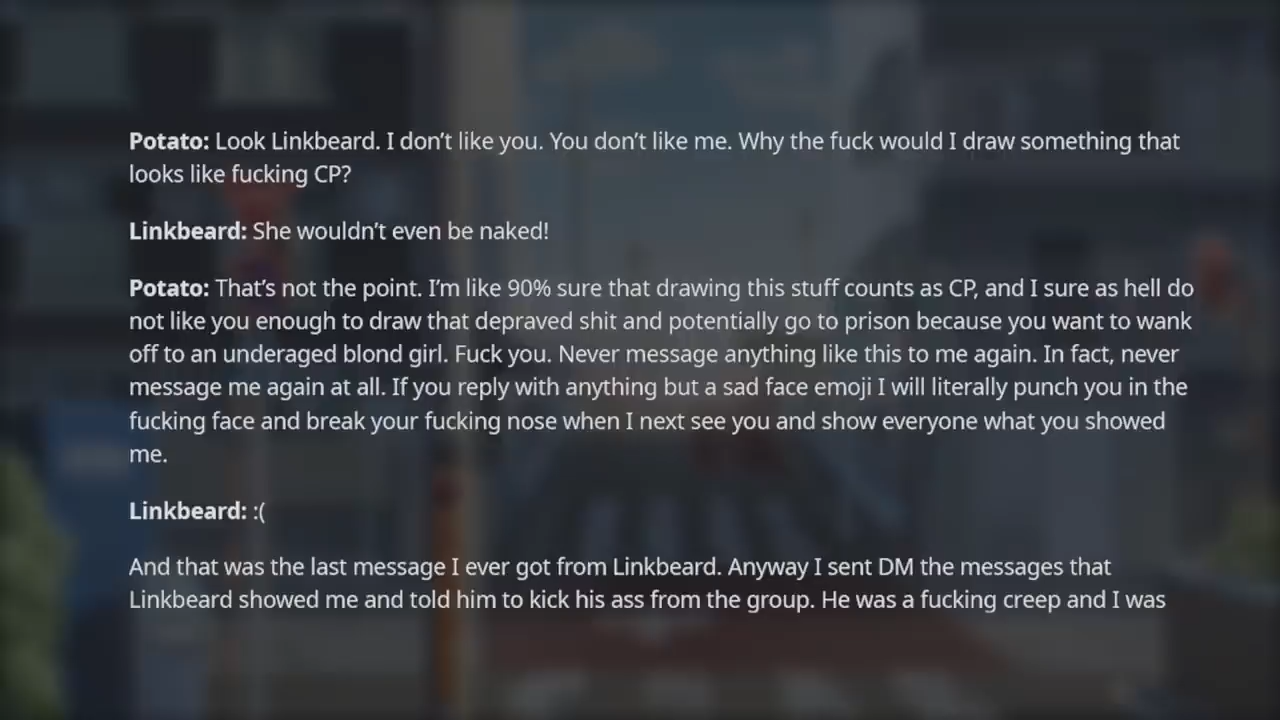 Potato: Look Linkbeard. I don’t like you. You don’t like me. Why the fuck would I draw something that
looks like fucking CP?
Linkbeard: She wouldn’t even be naked!
Potato: That’s not the point. I’m like 90% sure that drawing this stuff counts as CP, and I sure as hell do
not like you enough to draw that depraved shit and potentially go to prison because you want to wank
off to an underaged blond girl. Fuck you. Never message anything like this to me again. In fact, never
message me again at all. If you reply with anything but a sad face emoji I will literally punch you in the
fucking face and break your fucking nose when I next see you and show everyone what you showed
me.
Linkbeard: :(
And that was the last message I ever got from Linkbeard. Anyway I sent DM the messages that
Linkbeard showed me and told him to kick his ass from the group. He was a fucking creep and I was